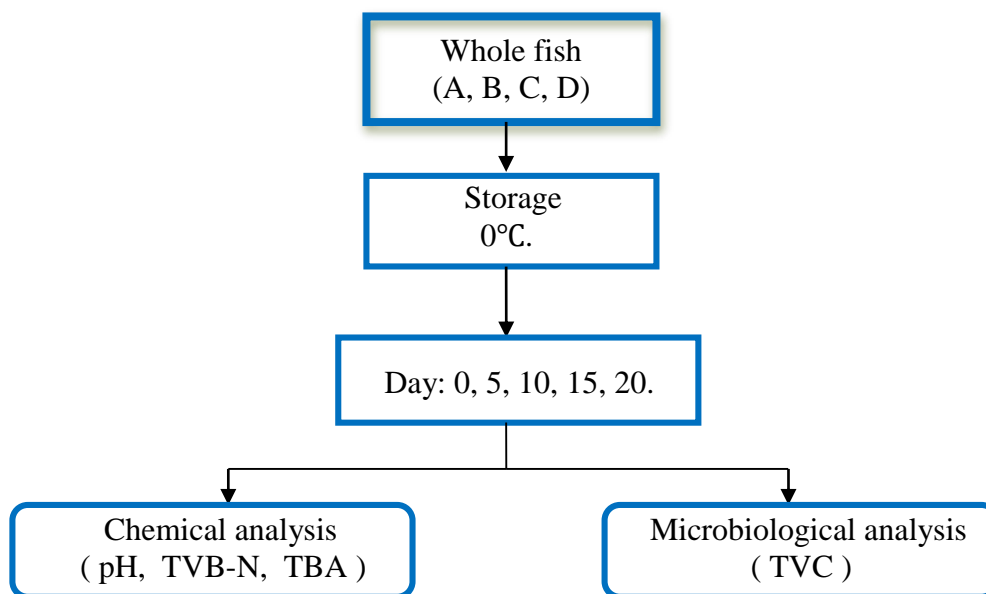 Whole fish
(A, B, C, D)
Storage
0℃.
Day: 0, 5, 10, 15, 20.
Chemical analysis
( pH, TVB-N, TBA )
Microbiological analysis
( TVC )